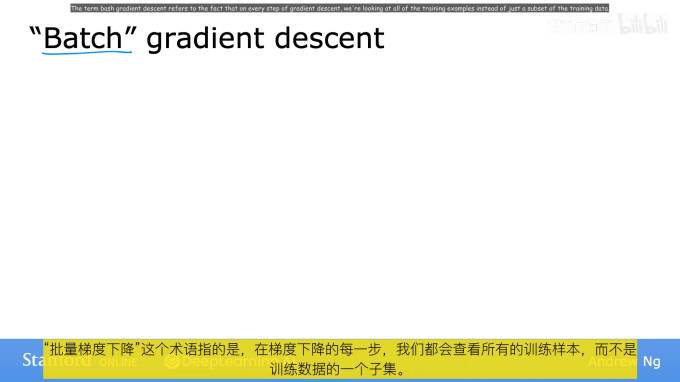 The term bash gradient descent refers to the fact that on every step of gradient descent, we're looking at all of the training examples instead of just a subset of the training data.
“Batch” gradient descent
bilibili
“批量梯度下降”这个术语指的是，在梯度下降的每一步，我们都会查看所有的训练样本，而不是
训练数据的一个子集。
Ng